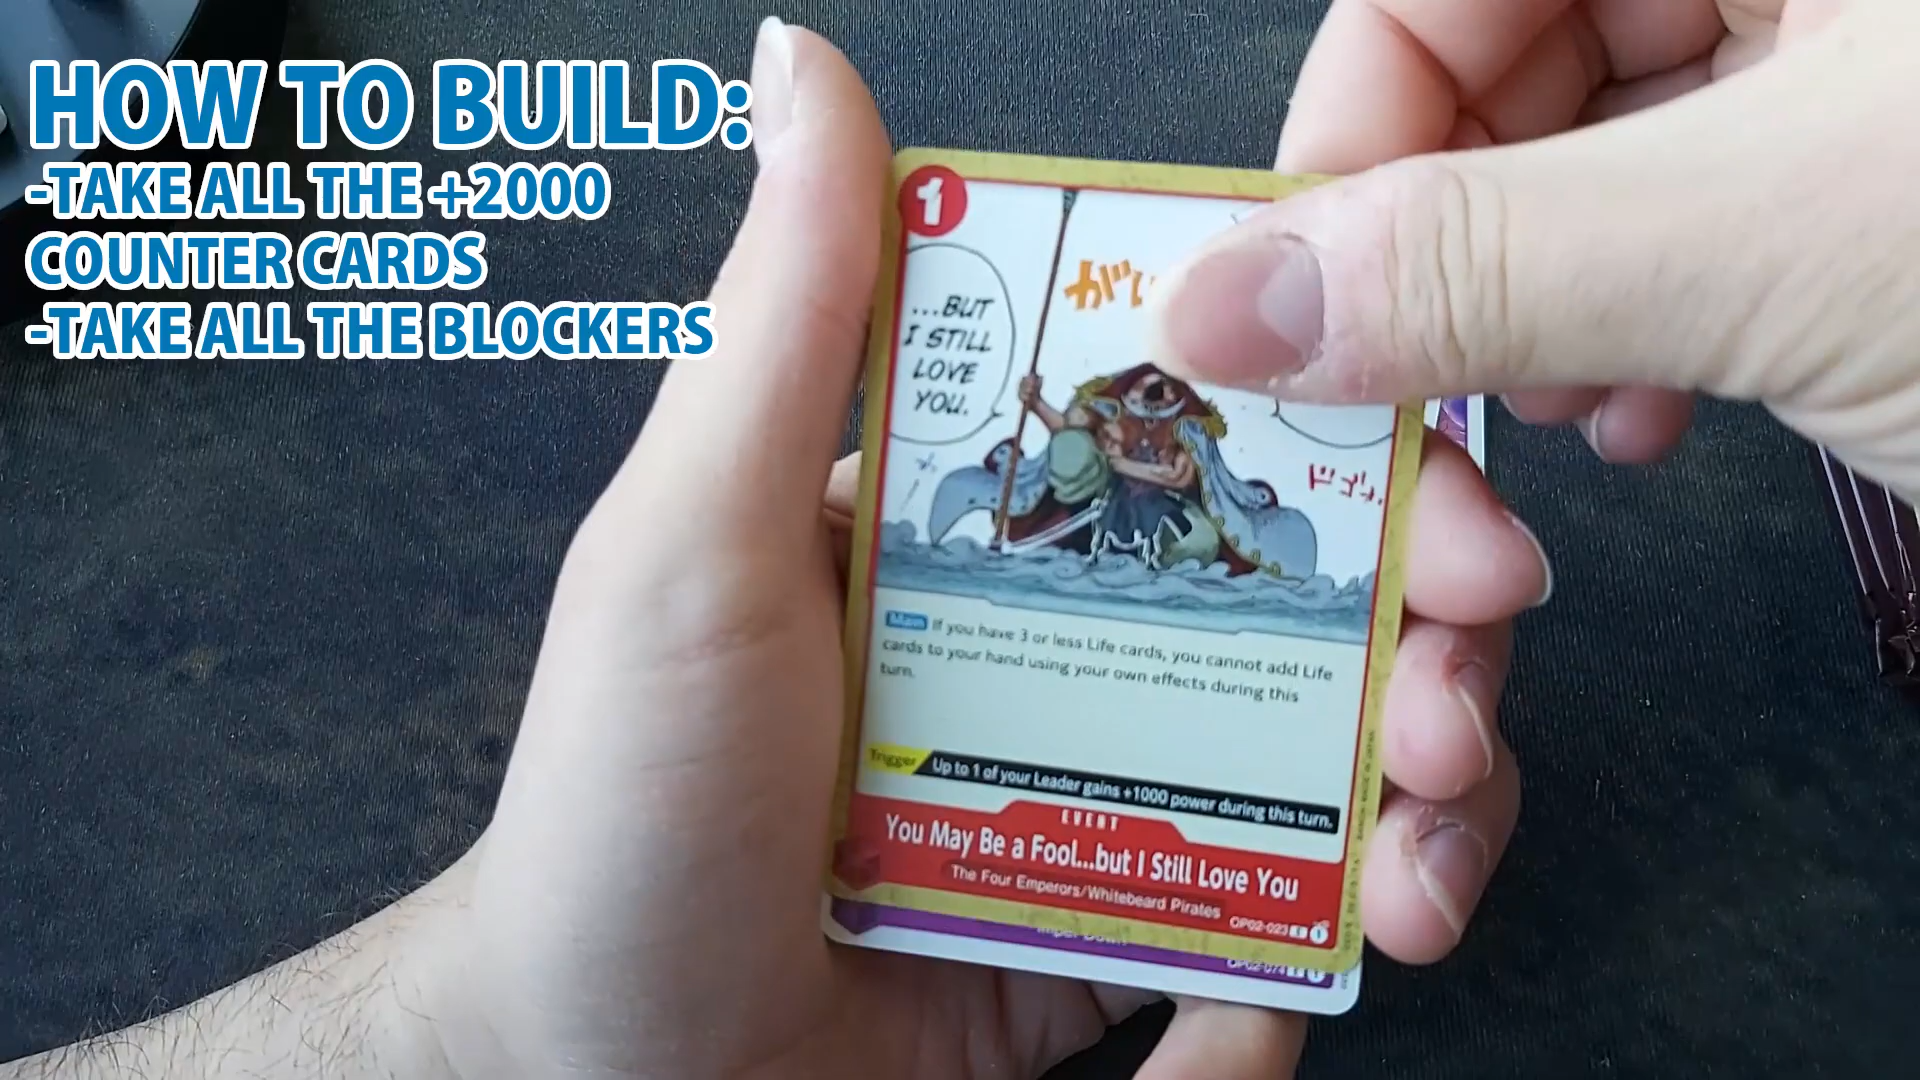 HOW TO BUILD:
-TAKE ALL THE +2000
COUNTER CARDS
-TAKE ALL THE BLOCKERS
1
...BUT
I STILL
LOVE
YOU.
Main If you have 3 or less Life cards, you cannot add Life
cards to your hand using your own effects during this
turn.
Trigger Up to 1 of your Leader gains +1000 power during this turn.
EVENT
You May Be a Fool...but I Still Love You
The Four Emperors/Whitebeard Pirates
OP02-023
OP02-074